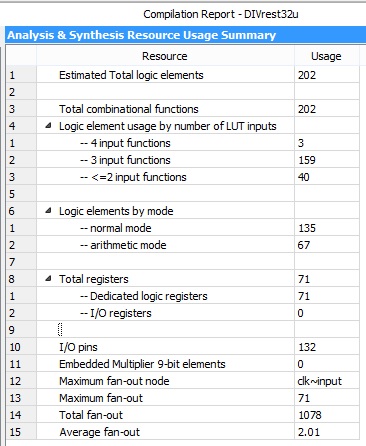 Compilation Report - DIVrest32u
Analysis & Synthesis Resource Usage Summary
Resource Usage
1 Estimated Total logic elements 202
2
3 Total combinational functions 202
4 Logic element usage by number of LUT inputs
1 -- 4 input functions 3
2 -- 3 input functions 159
3 -- <=2 input functions 40
5
6 Logic elements by mode
1 -- normal mode 135
2 -- arithmetic mode 67
7
8 Total registers 71
1 -- Dedicated logic registers 71
2 -- I/O registers 0
9
10 I/O pins 132
11 Embedded Multiplier 9-bit elements 0
12 Maximum fan-out node clk~input
13 Maximum fan-out 71
14 Total fan-out 1078
15 Average fan-out 2.01